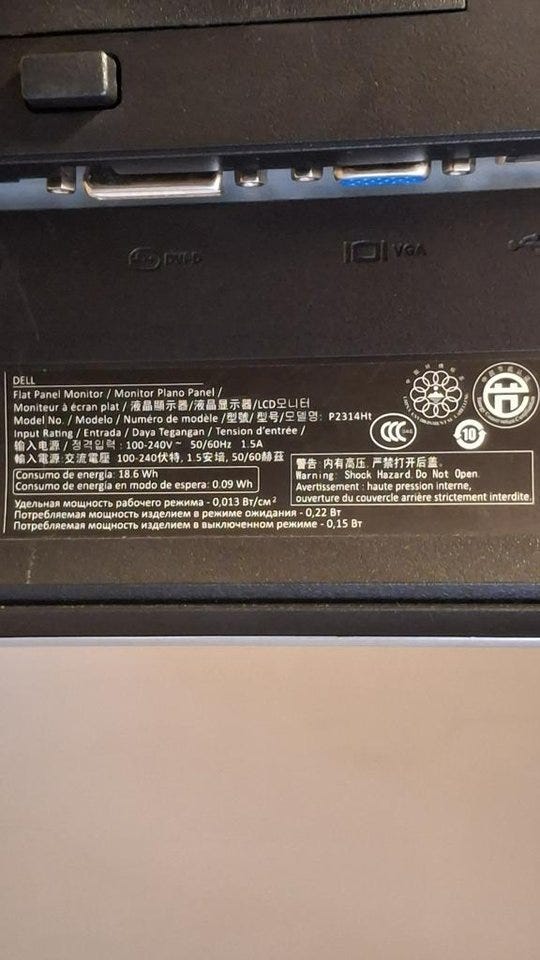 DVI-D
VGA
DELL
Flat Panel Monitor / Monitor Plano Panel /
Moniteur à écran plat / 液晶顯示器/液晶显示器/LCD모니터
Model No. / Modelo / Numéro de modèle / 型號/ 型号/모델명: P2314Ht
Input Rating / Entrada / Daya Tegangan / Tension d'entrée /
输入电源 / 정격입력 : 100-240V~ 50/60Hz 1.5A
輸入電源:交流電壓 100-240伏特, 1.5安培, 50/60赫茲
Consumo de energía: 18.6 Wh
Consumo de energía en modo de espera: 0.09 Wh
Удельная мощность рабочего режима - 0,013 Вт/см²
Потребляемая мощность изделием в режиме ожидания - 0,22 Вт
Потребляемая мощность изделием в выключенном режиме - 0,15 Вт
CCC
10
警告:内有高压,严禁打开后盖。
Warning: Shock Hazard. Do Not Open.
Avertissement : haute pression interne,
ouverture du couvercle arrière strictement interdite.